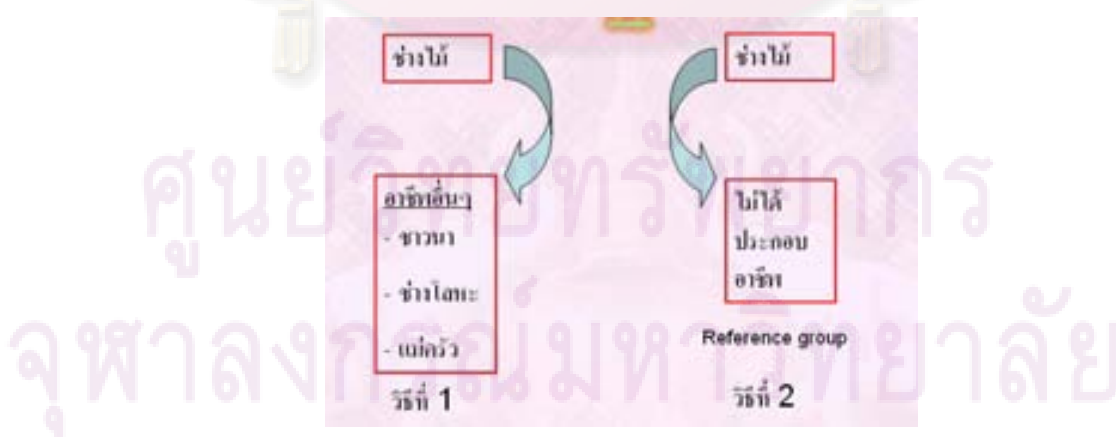 ช่างไม้
อาชีพอื่นๆ
- ชาวนา
- ช่างโลหะ
- แม่ครัว
วิธีที่ 1
ช่างไม้
ไม่ได้
ประกอบ
อาชีพ
Reference group
วิธีที่ 2
ศูนย์วิทยทรัพยากร
จุฬาลงกรณ์มหาวิทยาลัย